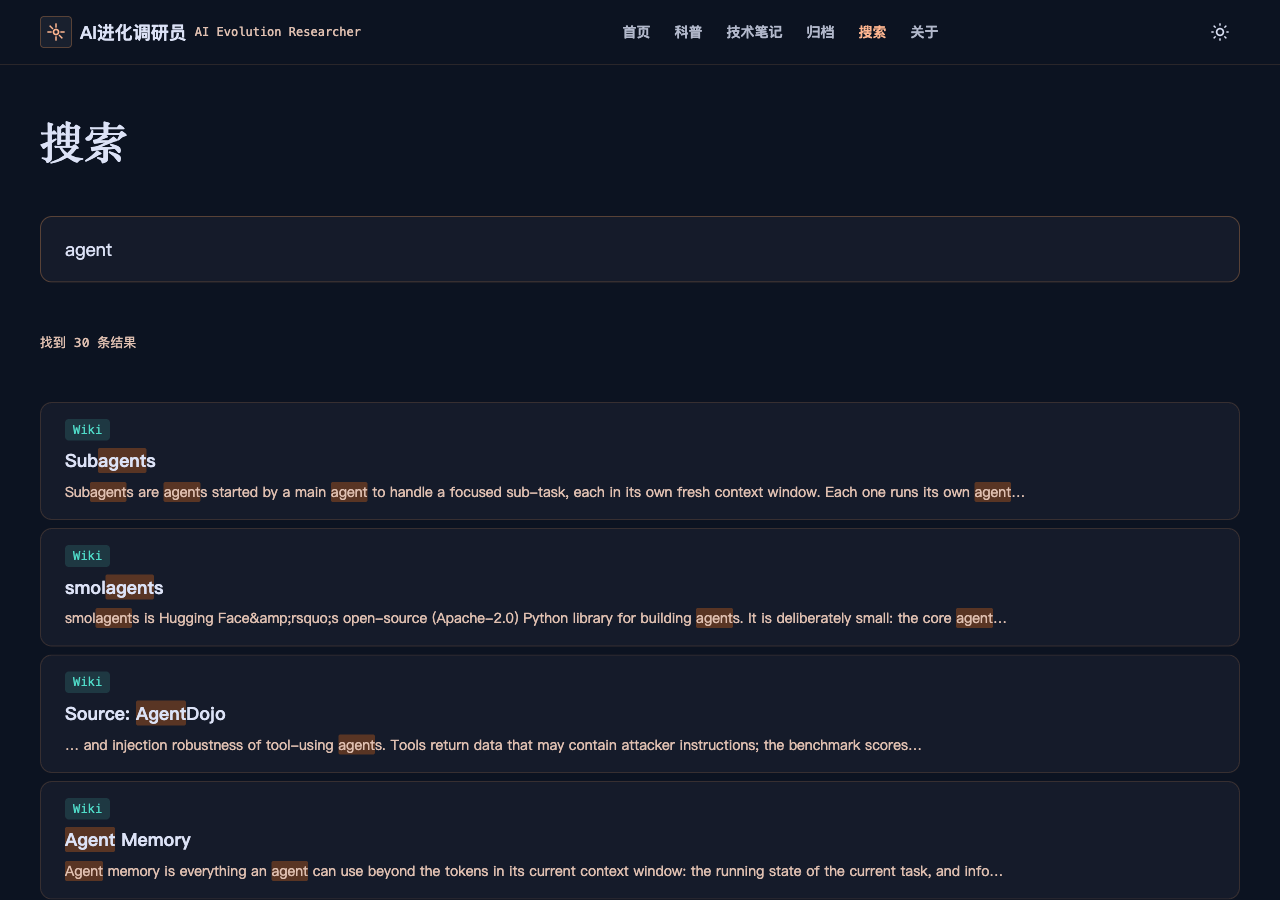 AI进化调研员 AI Evolution Researcher 首页 科普 技术笔记 归档 搜索 关于
搜索
agent
找到 30 条结果
Wiki
Subagents
Subagents are agents started by a main agent to handle a focused sub-task, each in its own fresh context window. Each one runs its own agent…
Wiki
smolagents
smolagents is Hugging Face&amp;rsquo;s open-source (Apache-2.0) Python library for building agents. It is deliberately small: the core agent…
Wiki
Source: AgentDojo
… and injection robustness of tool-using agents. Tools return data that may contain attacker instructions; the benchmark scores…
Wiki
Agent Memory
Agent memory is everything an agent can use beyond the tokens in its current context window: the running state of the current task, and info…